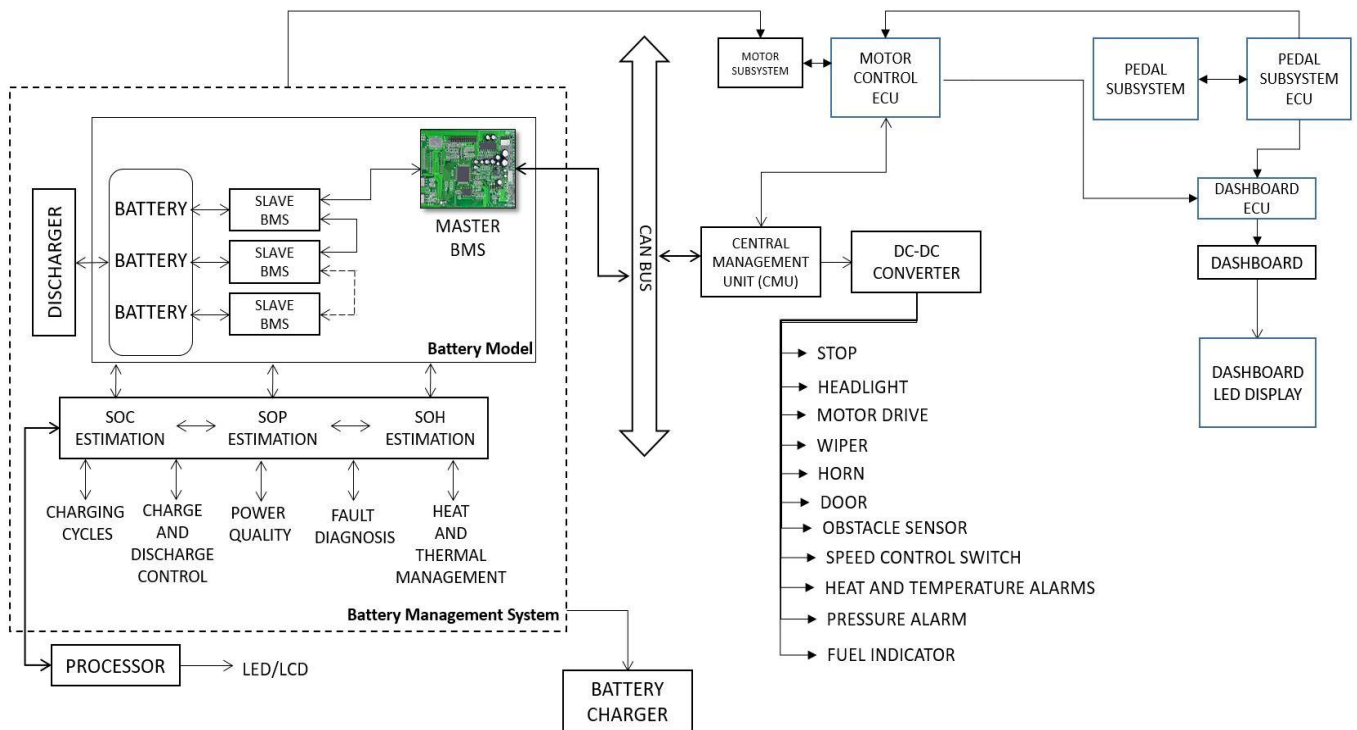 MOTOR
SUBSYSTEM
MOTOR
CONTROL
ECU
PEDAL
SUBSYSTEM
PEDAL
SUBSYSTEM
ECU
DISCHARGER
BATTERY
BATTERY
BATTERY
SLAVE
BMS
SLAVE
BMS
SLAVE
BMS
MASTER
BMS
Battery Model
CAN BUS
CENTRAL
MANAGEMENT
UNIT (CMU)
DC-DC
CONVERTER
DASHBOARD
ECU
DASHBOARD
DASHBOARD
LED DISPLAY
STOP
HEADLIGHT
MOTOR DRIVE
WIPER
HORN
DOOR
OBSTACLE SENSOR
SPEED CONTROL SWITCH
HEAT AND TEMPERATURE ALARMS
PRESSURE ALARM
FUEL INDICATOR
SOC
ESTIMATION
SOP
ESTIMATION
SOH
ESTIMATION
CHARGING
CYCLES
CHARGE
AND
DISCHARGE
CONTROL
POWER
QUALITY
FAULT
DIAGNOSIS
HEAT
AND
THERMAL
MANAGEMENT
Battery Management System
PROCESSOR
LED/LCD
BATTERY
CHARGER